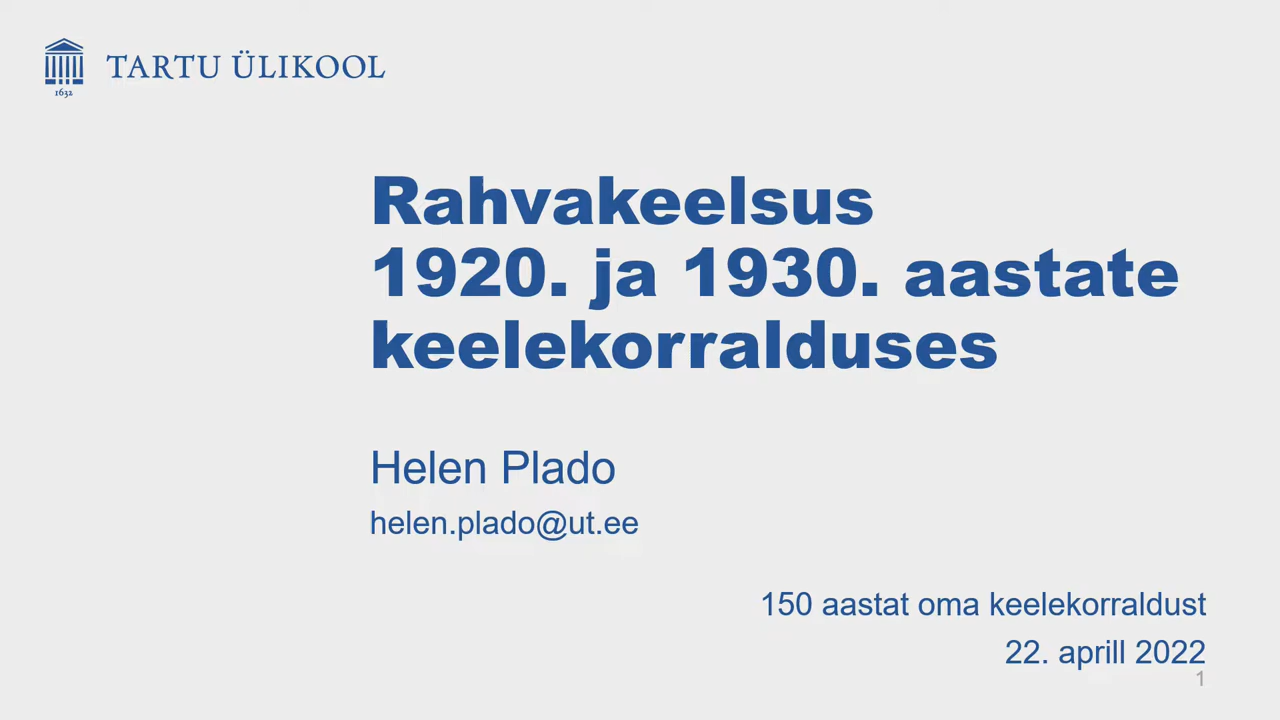 TARTU ÜLIKOOL
1632
Rahvakeelsus
1920. ja 1930. aastate
keelekorralduses
Helen Plado
helen.plado@ut.ee
150 aastat oma keelekorraldust
22. aprill 2022
1